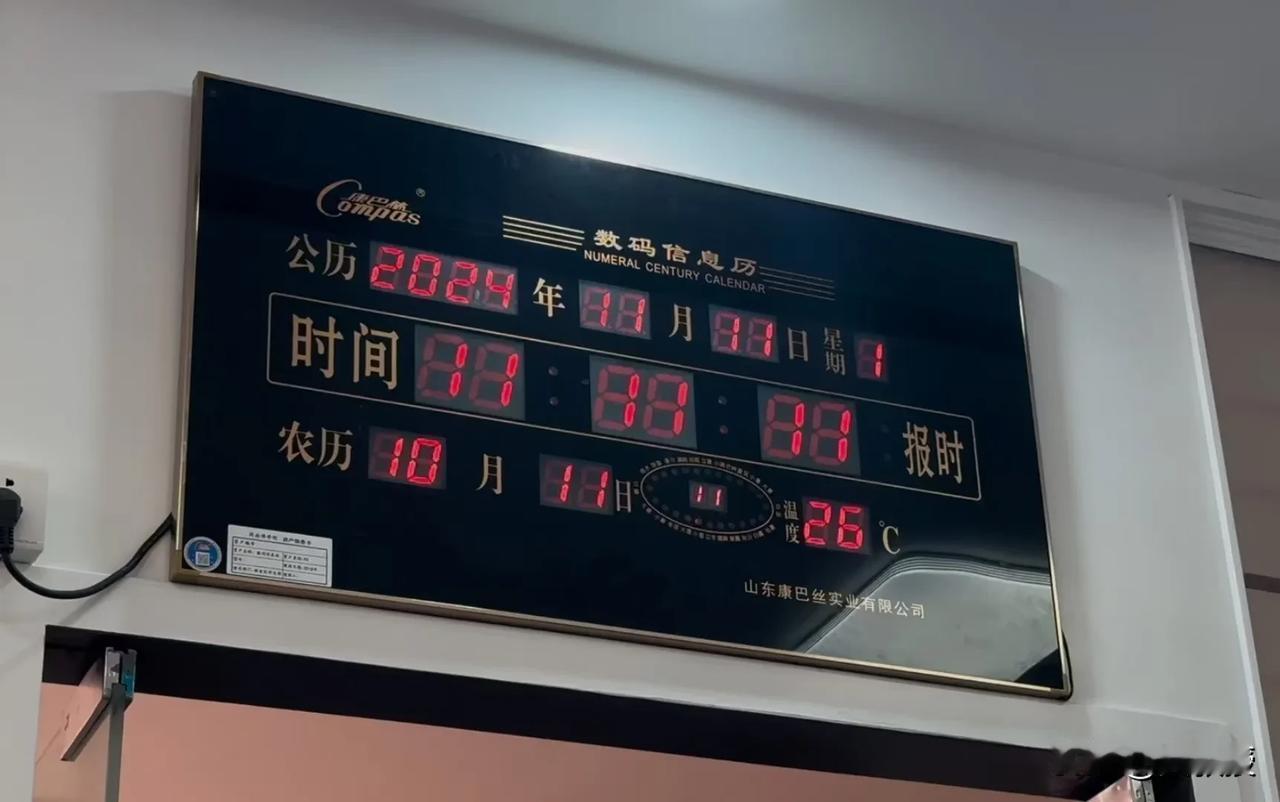 康巴丝®
Compas
数码信息历
NUMERAL CENTURY CALENDAR
公历 2024 年 11 月 11 日 星期 1
时间 11 : 11 : 11 报时
农历 10 月 11 日 11 温度 26 ℃
山东康巴丝实业有限公司